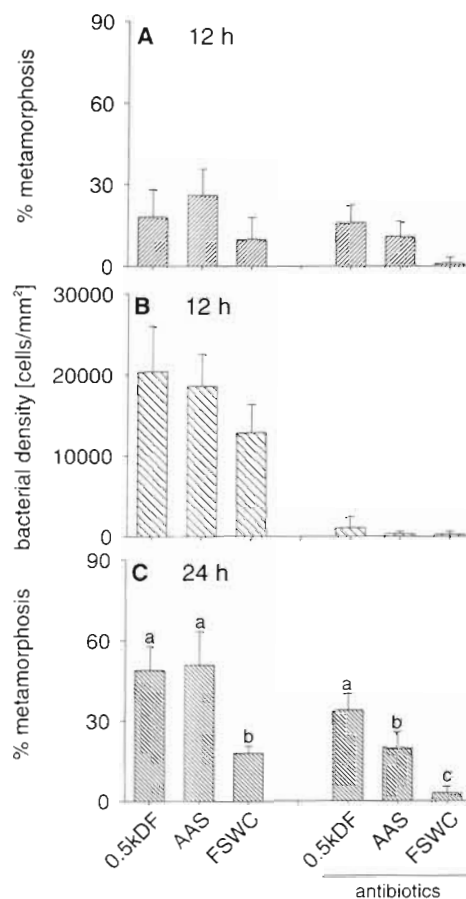 A 12 h
90
60
30
0
% metamorphosis
B 12 h
30000
20000
10000
0
bacterial density [cells/mm²]
C 24 h
90
60
30
0
% metamorphosis
a a b a b c
0.5kDF AAS FSWC 0.5kDF AAS FSWC
antibiotics